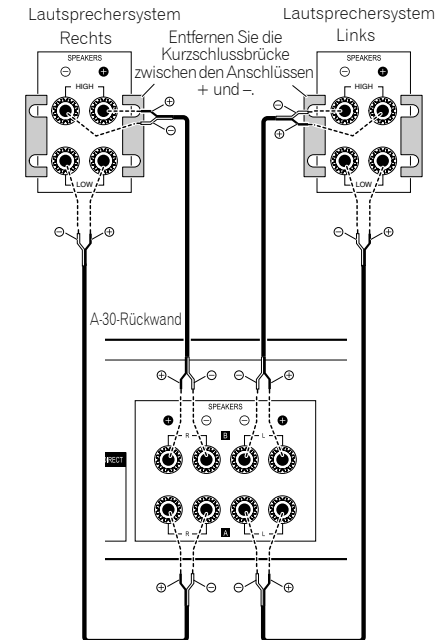 Lautsprechersystem
Rechts
Lautsprechersystem
Links
Entfernen Sie die
Kurzschlussbrücke
zwischen den Anschlüssen
+ und –.
SPEAKERS
⊖ ⊕
HIGH
LOW
⊕
⊖
⊖ ⊕
SPEAKERS
⊖ ⊕
HIGH
LOW
⊖
⊕
⊖ ⊕
A-30-Rückwand
⊕ ⊖ ⊖ ⊕
SPEAKERS
⊕ ⊖ ⊖ ⊕
R B L
RECT
R A L
⊕ ⊖ ⊖ ⊕